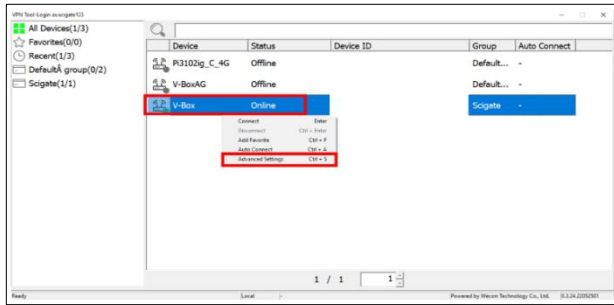 VPN Tool-Login as:scigate123
All Devices(1/3)
Favorites(0/0)
Recent(1/3)
DefaultÂ group(0/2)
Scigate(1/1)
Device Status Device ID Group Auto Connect
Pi3102ig_C_4G Offline Default... -
V-BoxAG Offline Default... -
V-Box Online Scigate -
Connect Enter
Disconnect Ctrl + Enter
Add Favorite Ctrl + F
Auto Connect Ctrl + A
Advanced Settings Ctrl + S
1 / 1 1
Ready Local - Powered by Wecon Technology Co., Ltd.